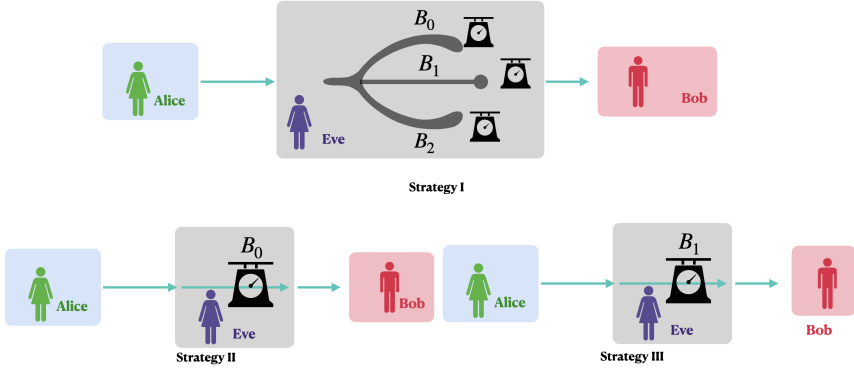 B₀
B₁
Alice
Bob
Eve
B₂
Strategy I
B₀
B₁
Alice
Bob
Alice
Eve
Eve
Bob
Strategy II
Strategy III